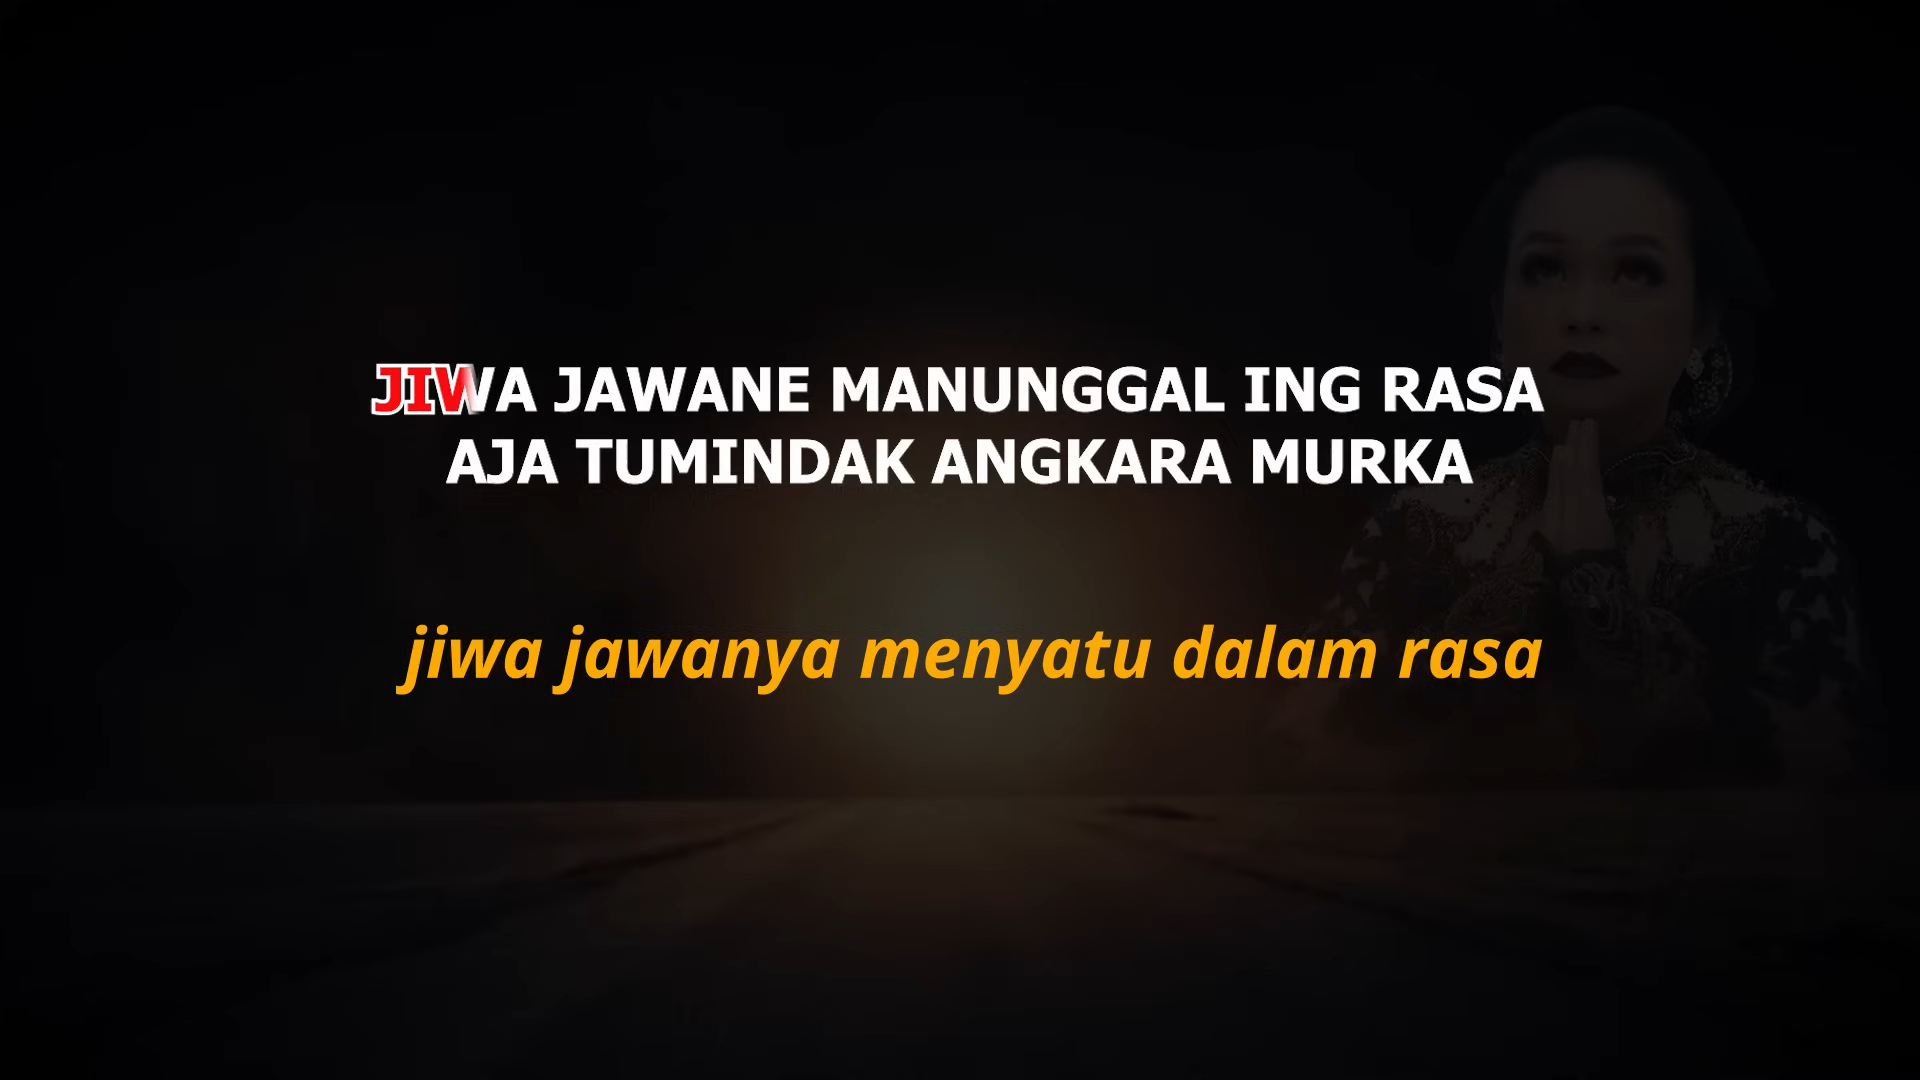 JIWA JAWANE MANUNGGAL ING RASA
AJA TUMINDAK ANGKARA MURKA
jiwa jawanya menyatu dalam rasa